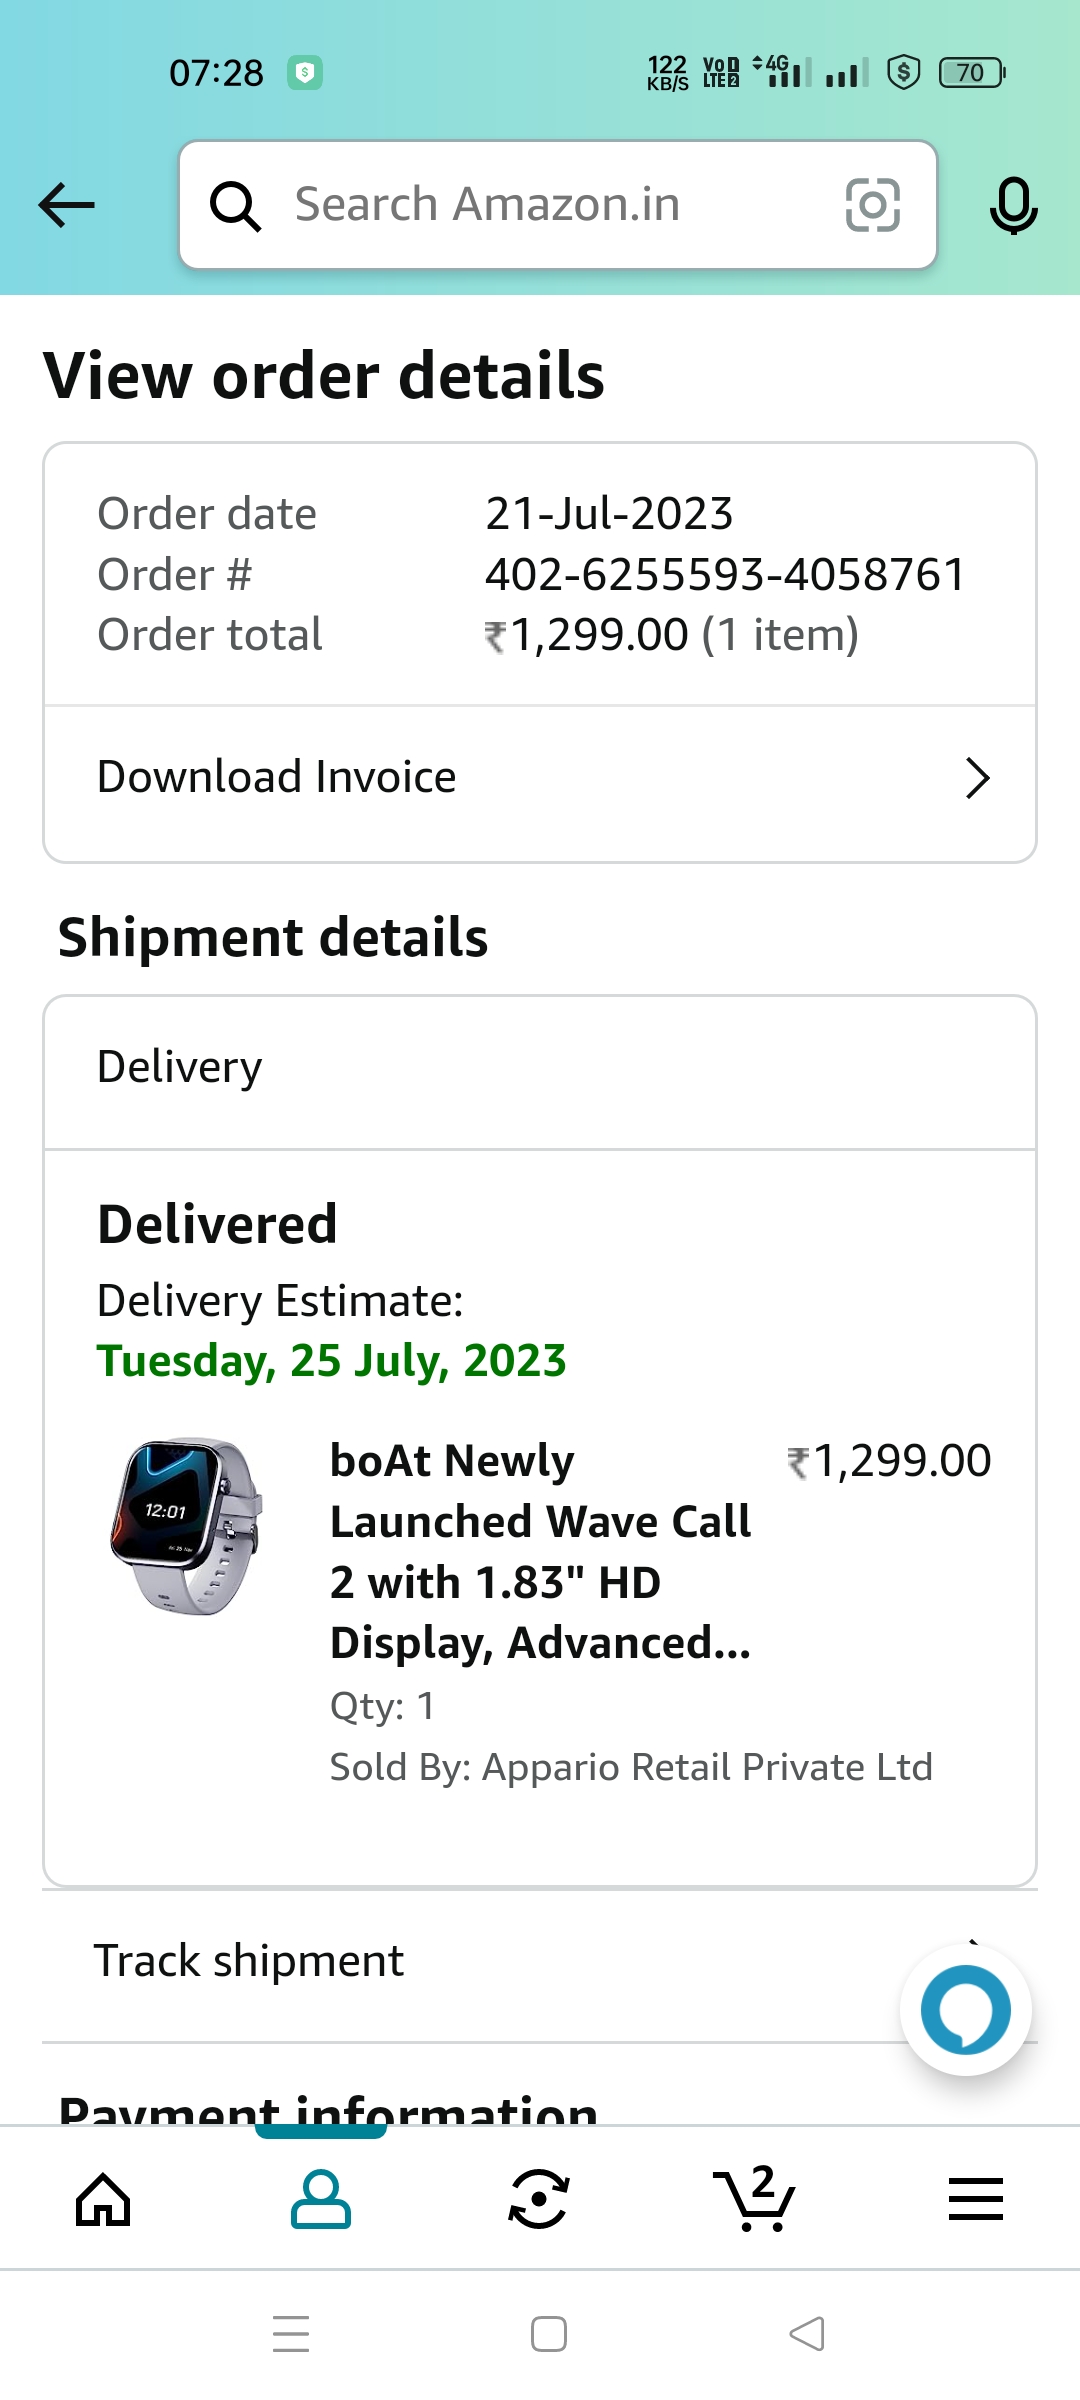 07:28
122 KB/S VoD LTE 2 4G 70
Search Amazon.in
View order details
Order date 21-Jul-2023
Order # 402-6255593-4058761
Order total ₹1,299.00 (1 item)
Download Invoice
Shipment details
Delivery
Delivered
Delivery Estimate:
Tuesday, 25 July, 2023
12:01
boAt Newly ₹1,299.00
Launched Wave Call
2 with 1.83" HD
Display, Advanced...
Qty: 1
Sold By: Appario Retail Private Ltd
Track shipment
Payment information
2